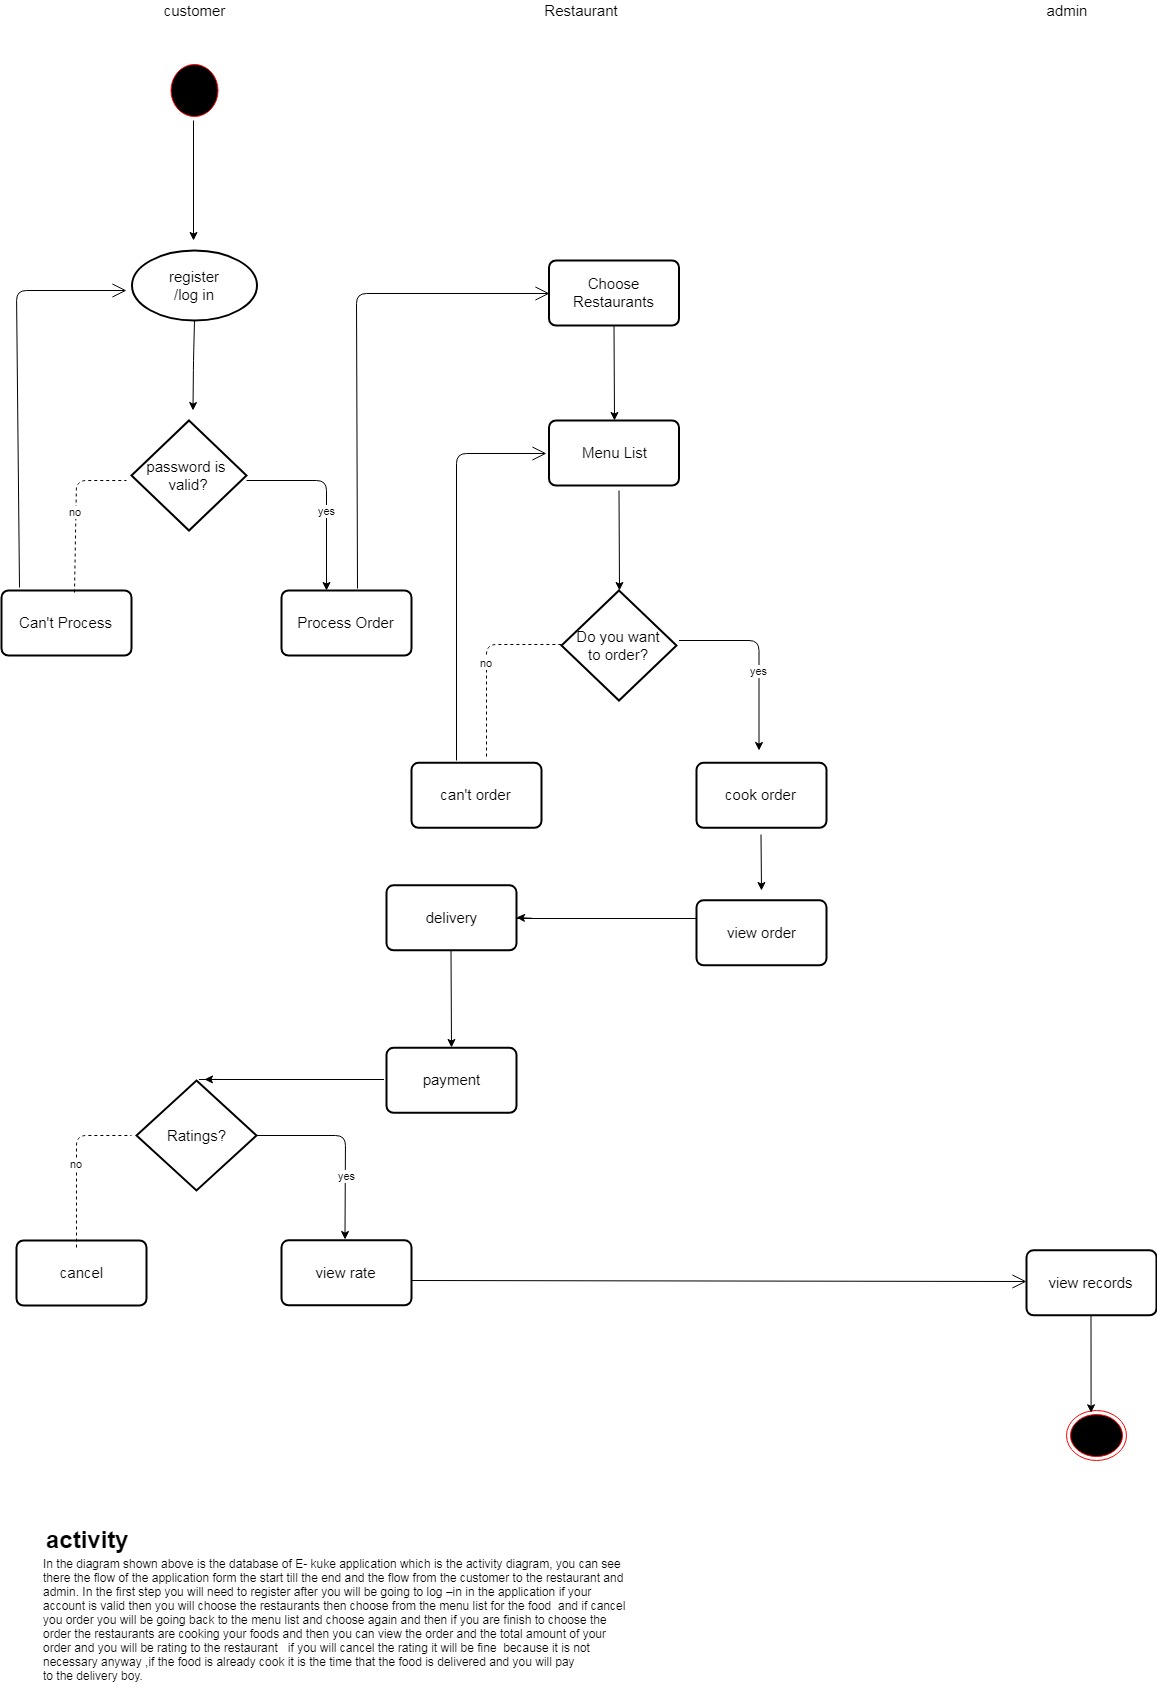 customer
Restaurant
admin
register
/log in
Choose
Restaurants
Menu List
password is
valid?
no
yes
Can't Process
Process Order
Do you want
to order?
no
yes
can't order
cook order
delivery
view order
payment
Ratings?
no
yes
cancel
view rate
view records
activity
In the diagram shown above is the database of E- kuke application which is the activity diagram, you can see
there the flow of the application form the start till the end and the flow from the customer to the restaurant and
admin. In the first step you will need to register after you will be going to log –in in the application if your
account is valid then you will choose the restaurants then choose from the menu list for the food  and if cancel
you order you will be going back to the menu list and choose again and then if you are finish to choose the
order the restaurants are cooking your foods and then you can view the order and the total amount of your
order and you will be rating to the restaurant   if you will cancel the rating it will be fine  because it is not
necessary anyway ,if the food is already cook it is the time that the food is delivered and you will pay
to the delivery boy.